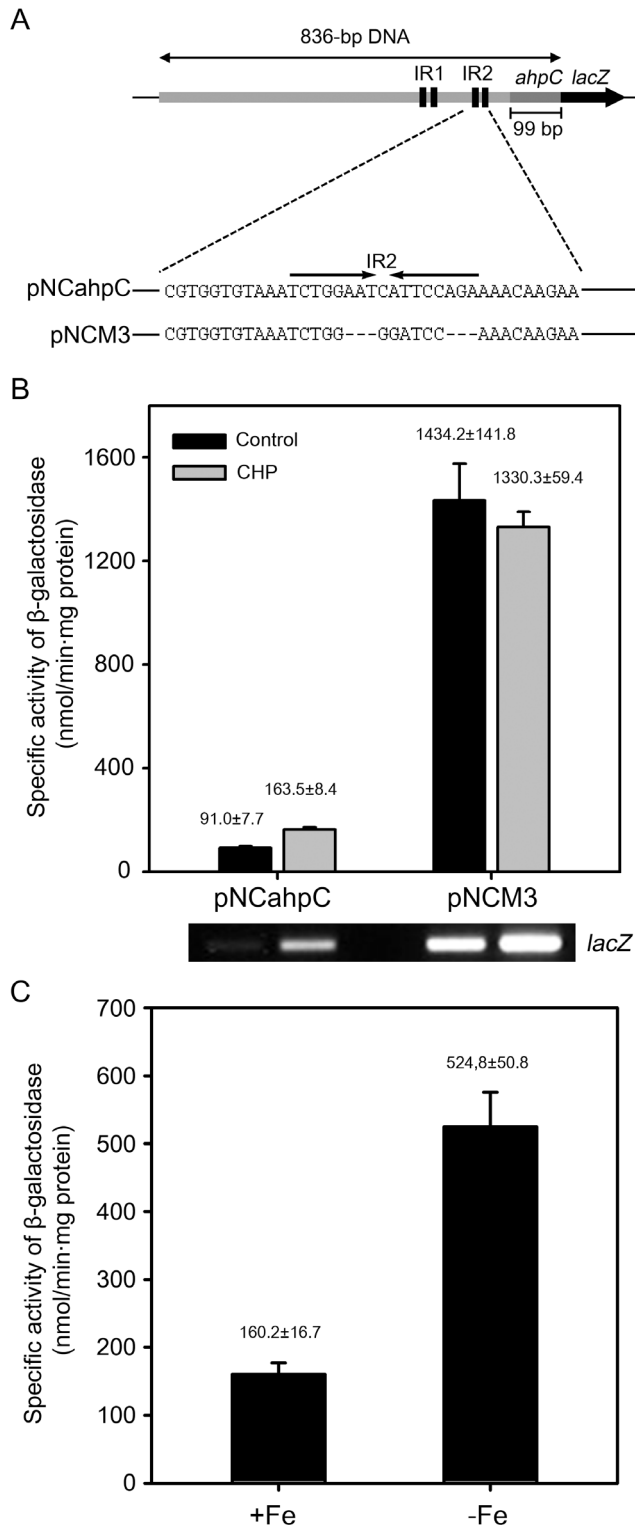 A
836-bp DNA
IR1 IR2 ahpC lacZ
99 bp
IR2
pNCahpC CGTGGTGTAAATCTGGAATCATTCCAGAAAACAAGAA
pNCM3 CGTGGTGTAAATCTGG---GGATCC---AAACAAGAA
B
Specific activity of β-galactosidase
(nmol/min·mg protein)
Control
CHP
1434.2±141.8
1330.3±59.4
91.0±7.7
163.5±8.4
1600
1200
800
400
0
pNCahpC pNCM3
lacZ
C
Specific activity of β-galactosidase
(nmol/min·mg protein)
700
600
500
400
300
200
100
0
160.2±16.7
524,8±50.8
+Fe -Fe